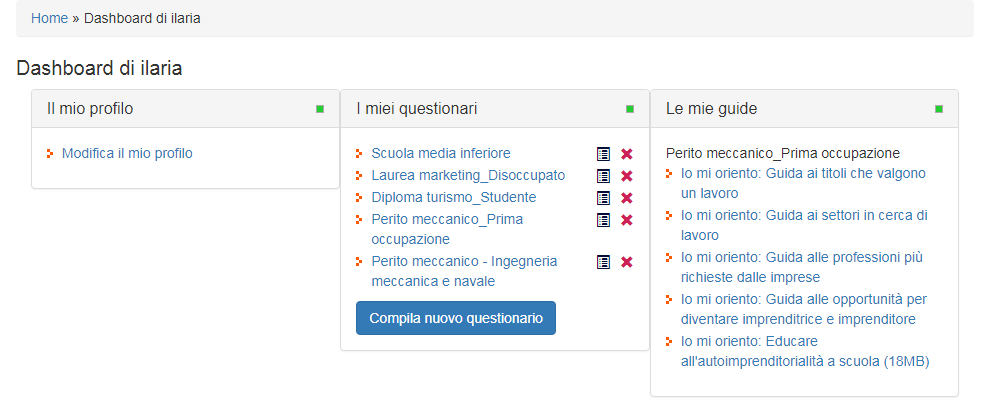 Home » Dashboard di ilaria
Dashboard di ilaria
Il mio profilo
Modifica il mio profilo
I miei questionari
Scuola media inferiore
Laurea marketing_Disoccupato
Diploma turismo_Studente
Perito meccanico_Prima
occupazione
Perito meccanico - Ingegneria
meccanica e navale
Compila nuovo questionario
Le mie guide
Perito meccanico_Prima occupazione
Io mi oriento: Guida ai titoli che valgono
un lavoro
Io mi oriento: Guida ai settori in cerca di
lavoro
Io mi oriento: Guida alle professioni più
richieste dalle imprese
Io mi oriento: Guida alle opportunità per
diventare imprenditrice e imprenditore
Io mi oriento: Educare
all'autoimprenditorialità a scuola (18MB)